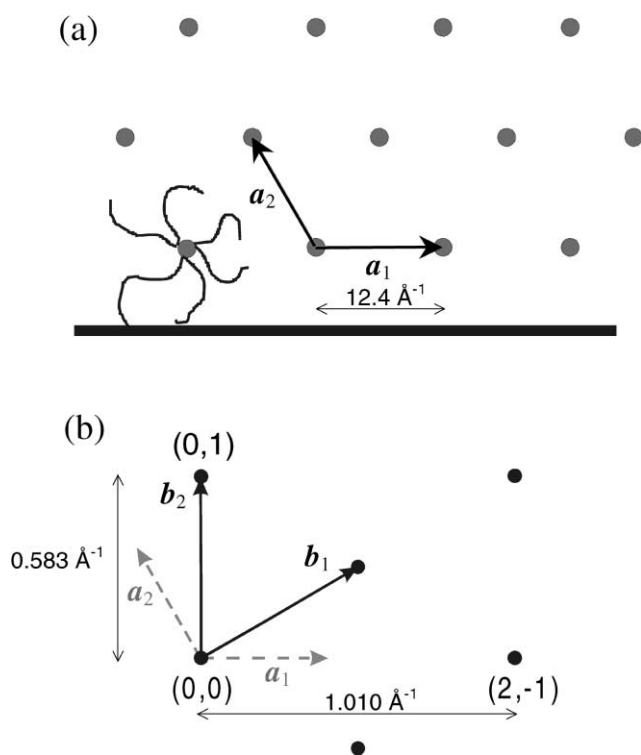 (a)
a2
a1
12.4 Å-1
(b)
(0,1)
b2
0.583 Å-1
b1
a2
a1
(0,0)
1.010 Å-1
(2,-1)